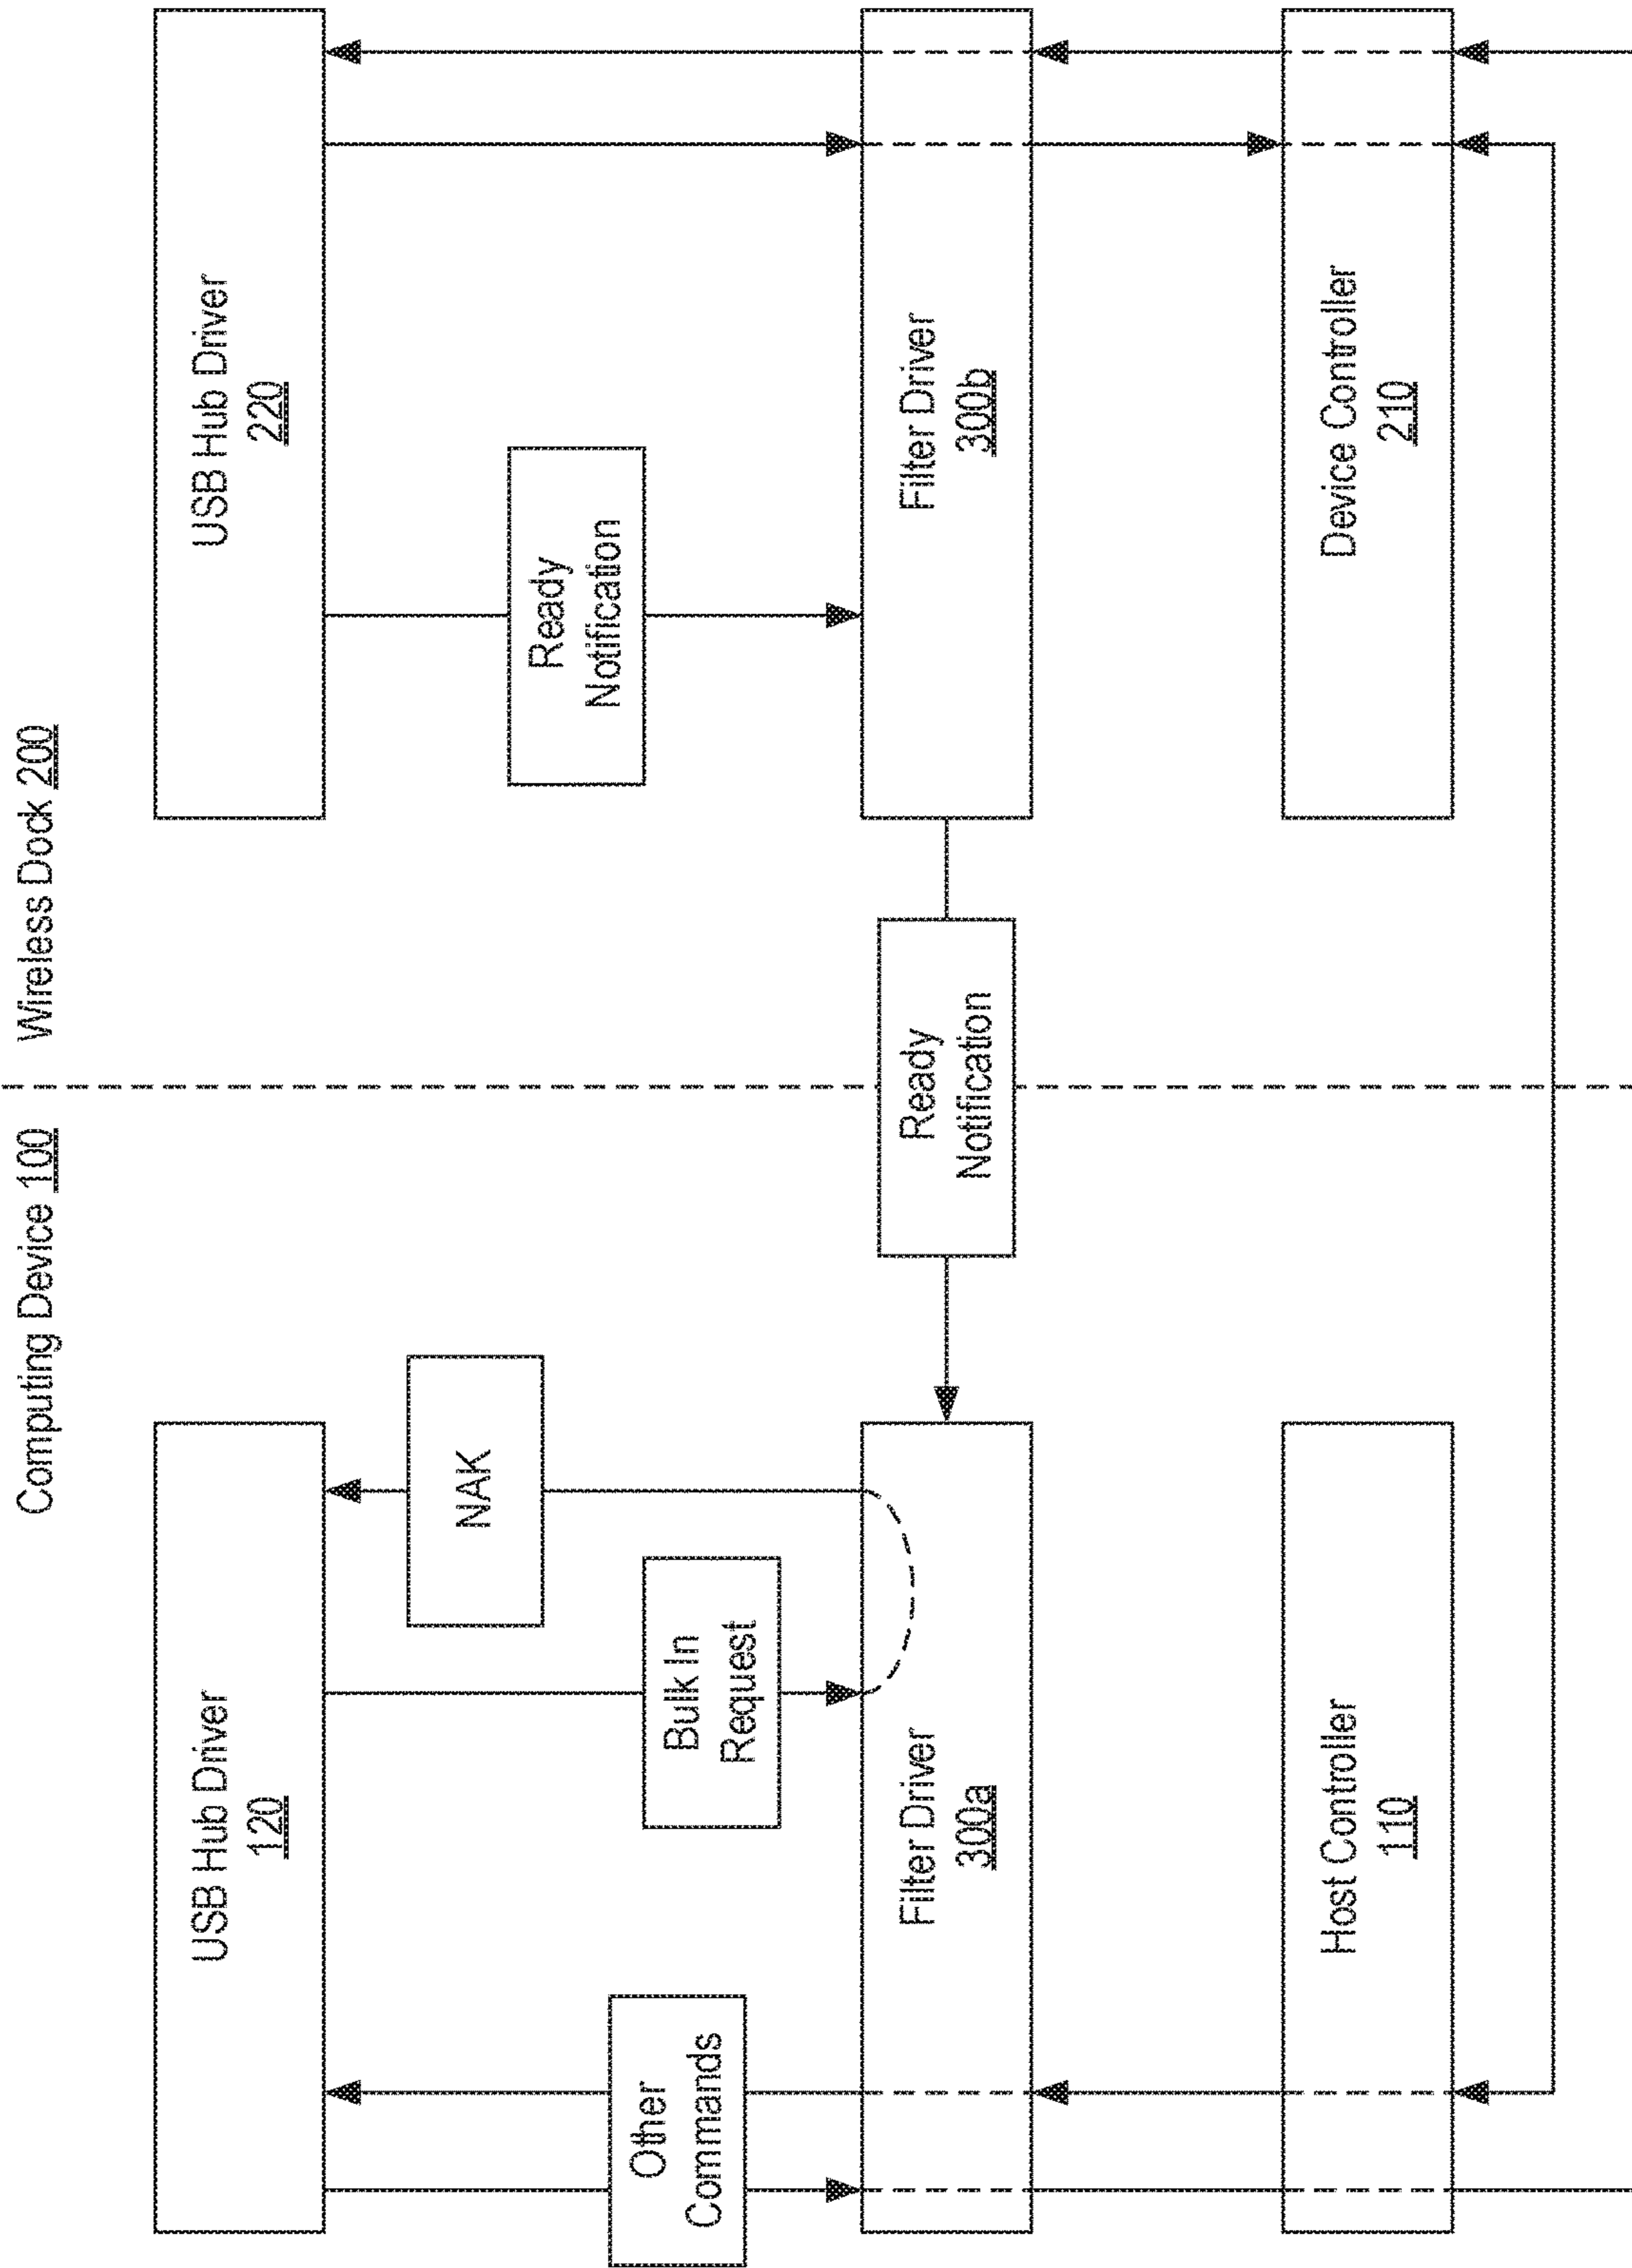 Computing Device 100
Wireless Dock 200
USB Hub Driver
120
USB Hub Driver
220
NAK
Ready
Notification
Other
Commands
Bulk In
Request
Filter Driver
300a
Ready
Notification
Filter Driver
300b
Host Controller
110
Device Controller
210